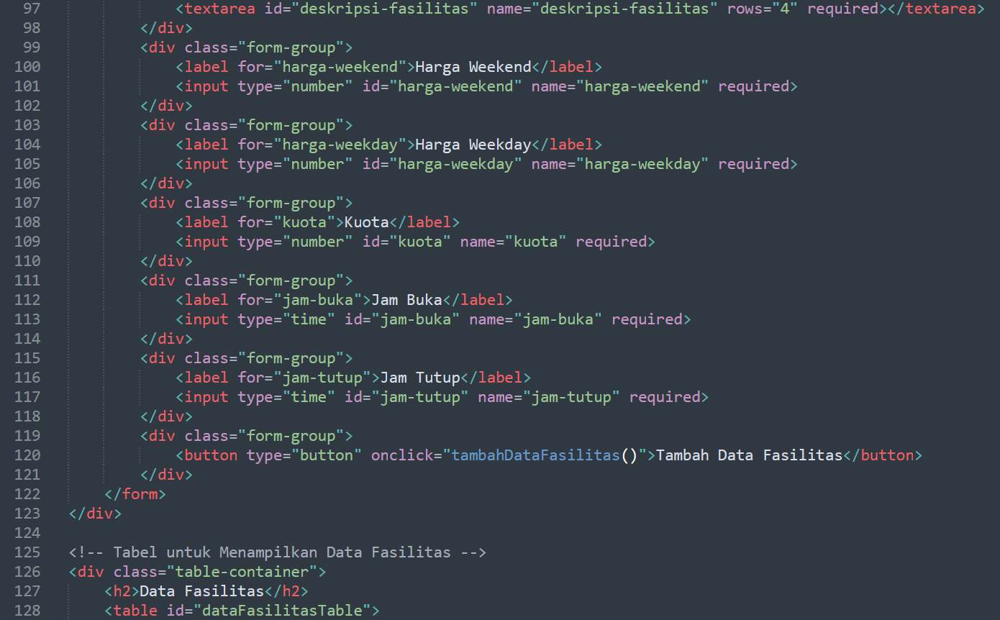 97 <textarea id="deskripsi-fasilitas" name="deskripsi-fasilitas" rows="4" required></textarea>
98 </div>
99 <div class="form-group">
100 <label for="harga-weekend">Harga Weekend</label>
101 <input type="number" id="harga-weekend" name="harga-weekend" required>
102 </div>
103 <div class="form-group">
104 <label for="harga-weekday">Harga Weekday</label>
105 <input type="number" id="harga-weekday" name="harga-weekday" required>
106 </div>
107 <div class="form-group">
108 <label for="kuota">Kuota</label>
109 <input type="number" id="kuota" name="kuota" required>
110 </div>
111 <div class="form-group">
112 <label for="jam-buka">Jam Buka</label>
113 <input type="time" id="jam-buka" name="jam-buka" required>
114 </div>
115 <div class="form-group">
116 <label for="jam-tutup">Jam Tutup</label>
117 <input type="time" id="jam-tutup" name="jam-tutup" required>
118 </div>
119 <div class="form-group">
120 <button type="button" onclick="tambahDataFasilitas()">Tambah Data Fasilitas</button>
121 </div>
122 </form>
123 </div>
124
125 <!-- Tabel untuk Menampilkan Data Fasilitas -->
126 <div class="table-container">
127 <h2>Data Fasilitas</h2>
128 <table id="dataFasilitasTable">